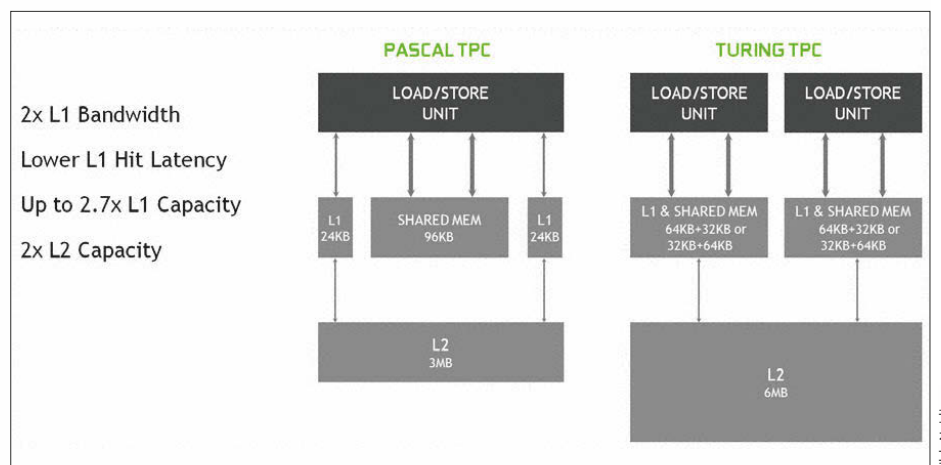 PASCAL TPC
TURING TPC
2x L1 Bandwidth
Lower L1 Hit Latency
Up to 2.7x L1 Capacity
2x L2 Capacity
LOAD/STORE
UNIT
L1
24KB
SHARED MEM
96KB
L1
24KB
L2
3MB
LOAD/STORE
UNIT
LOAD/STORE
UNIT
L1 & SHARED MEM
64KB+32KB or
32KB+64KB
L1 & SHARED MEM
64KB+32KB or
32KB+64KB
L2
6MB